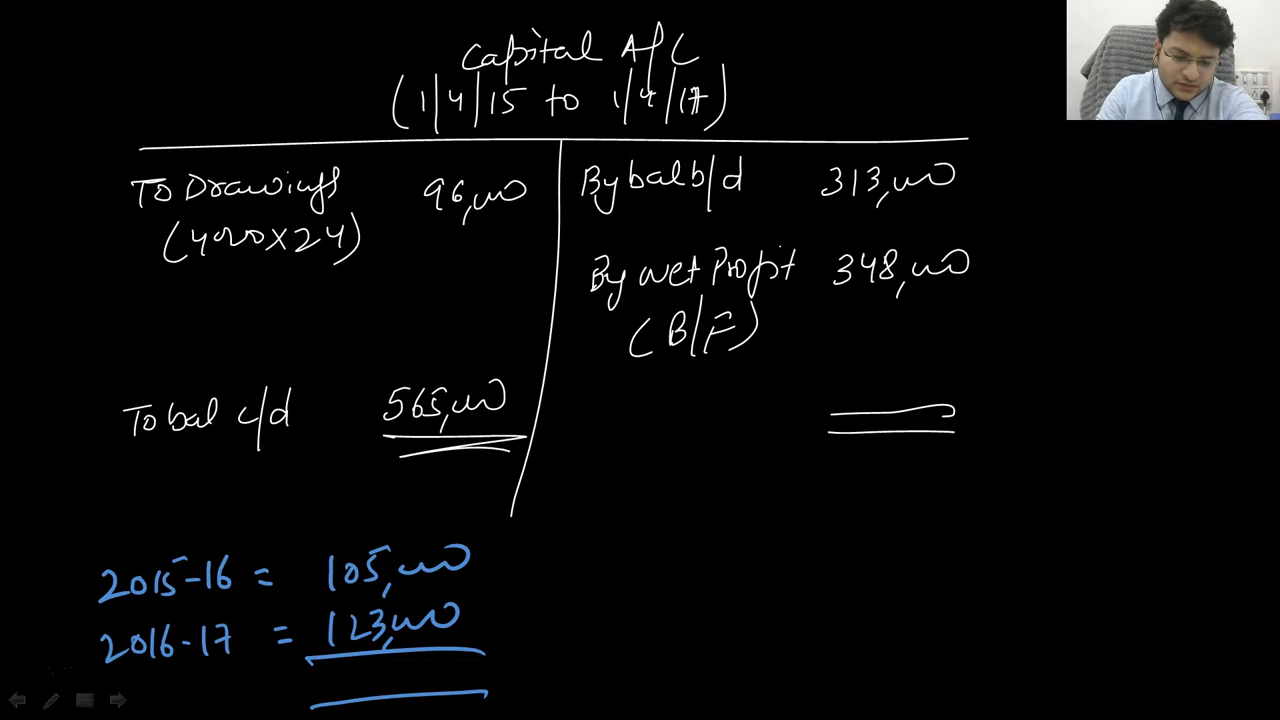 Capital A/C
(1/4/15 to 1/4/17)
To Drawings 96,000
(4000x24)
By bal b/d 313,000
By Net Profit 348,000
(B/F)
To bal c/d 565,000
2015-16 = 105,000
2016-17 = 123,000